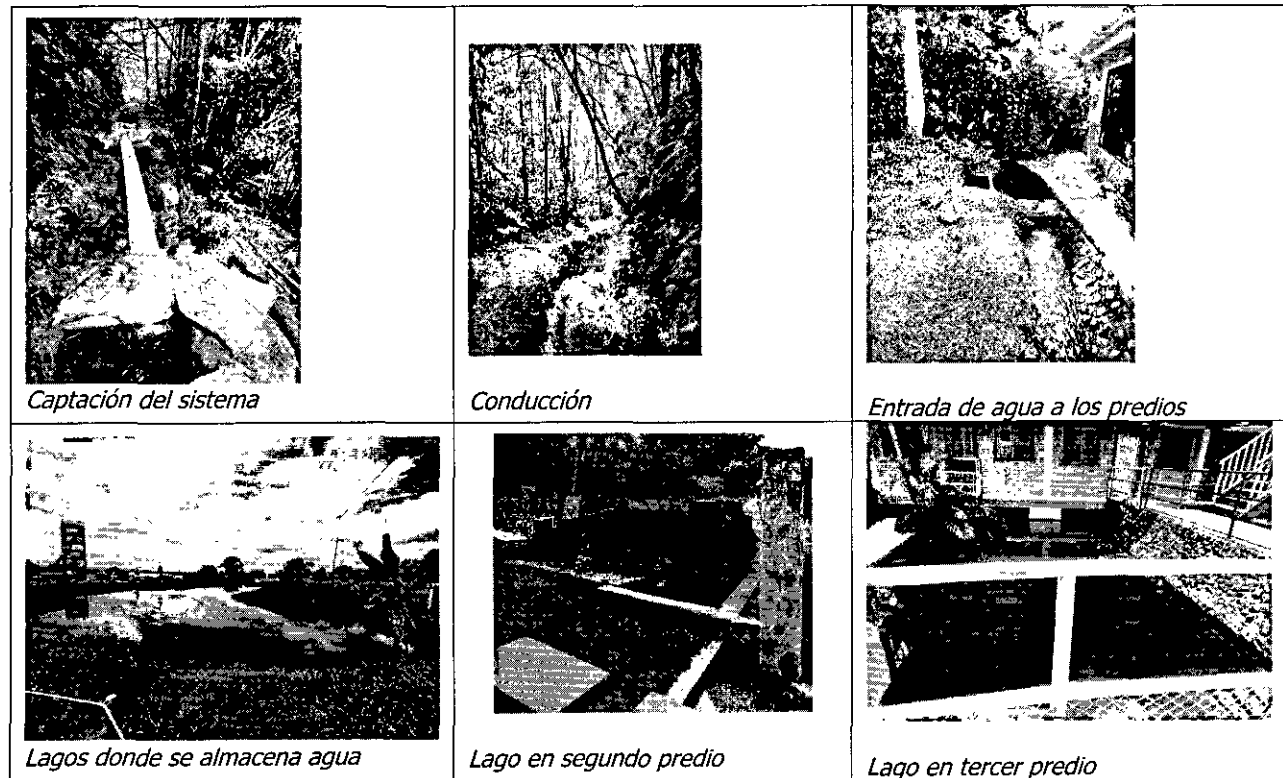 Captación del sistema
Conducción
Entrada de agua a los predios
Lagos donde se almacena agua
Lago en segundo predio
Lago en tercer predio